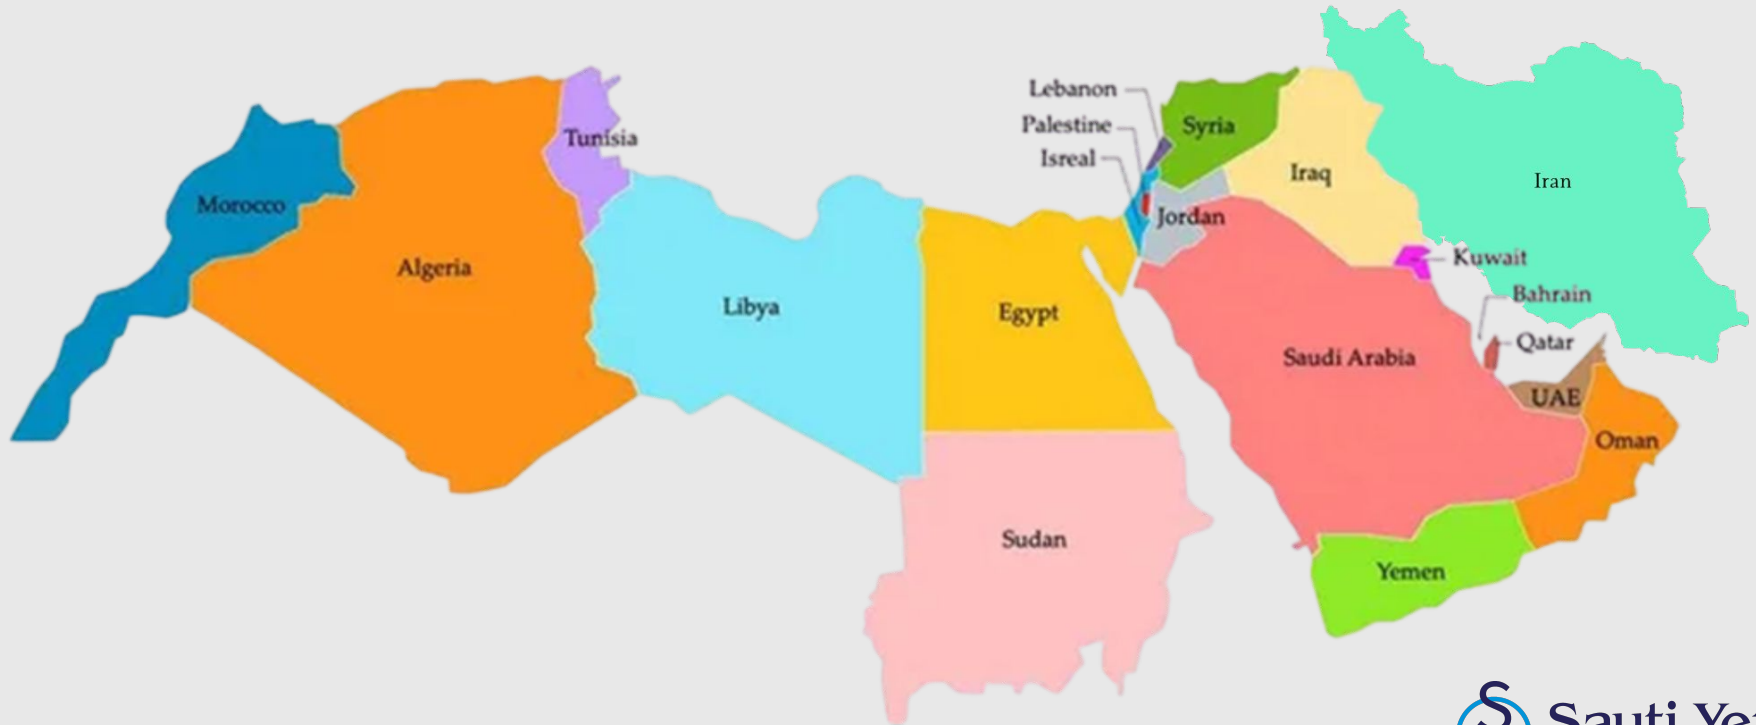 Lebanon
Palestine
Isreal
Syria
Tunisia
Iraq
Iran
Morocco
Jordan
Kuwait
Algeria
Bahrain
Libya
Egypt
Qatar
Saudi Arabia
UAE
Oman
Sudan
Yemen
Sauti